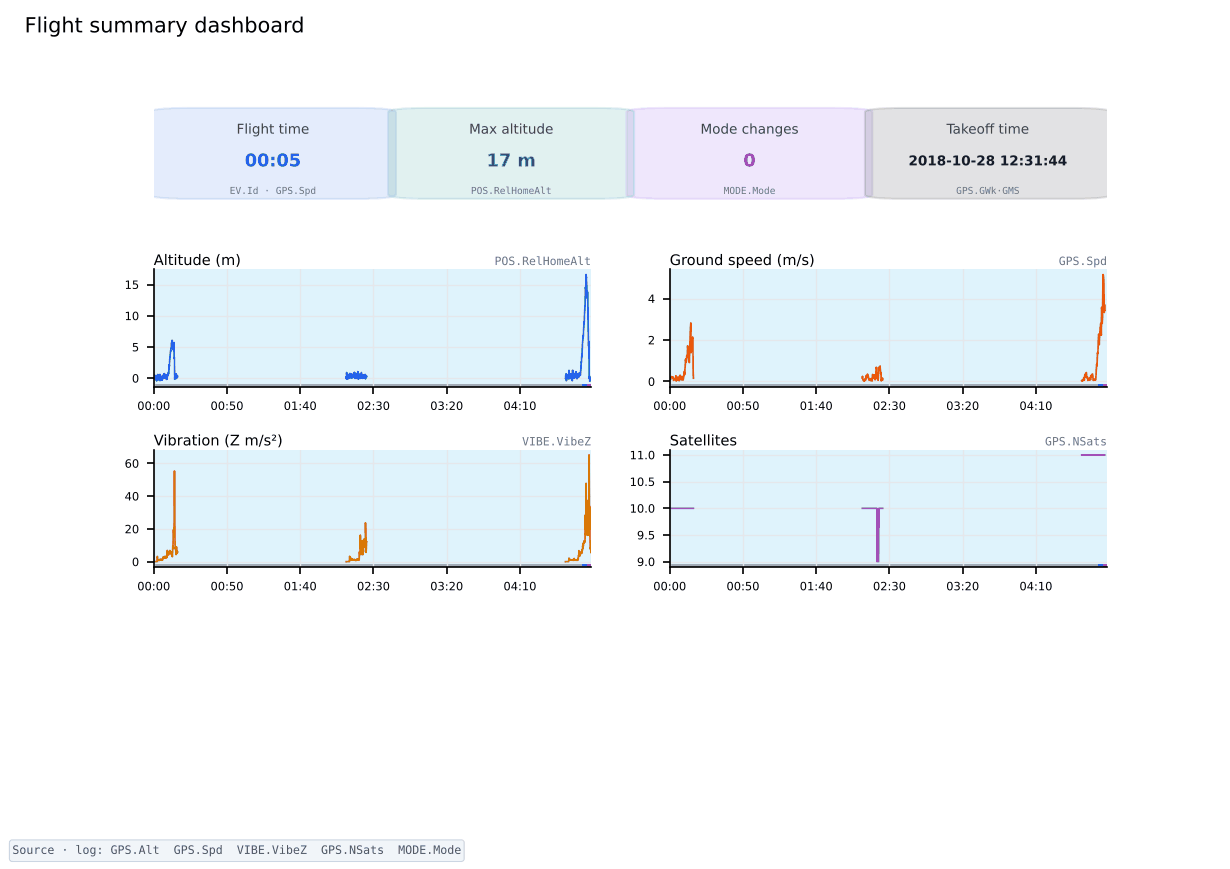 Flight summary dashboard
Flight time
00:05
EV.Id · GPS.Spd
Max altitude
17 m
POS.RelHomeAlt
Mode changes
0
MODE.Mode
Takeoff time
2018-10-28 12:31:44
GPS.GWk·GMS
Altitude (m) POS.RelHomeAlt
15
10
5
0
00:00 00:50 01:40 02:30 03:20 04:10
Ground speed (m/s) GPS.Spd
4
2
0
00:00 00:50 01:40 02:30 03:20 04:10
Vibration (Z m/s²) VIBE.VibeZ
60
40
20
0
00:00 00:50 01:40 02:30 03:20 04:10
Satellites GPS.NSats
11.0
10.5
10.0
9.5
9.0
00:00 00:50 01:40 02:30 03:20 04:10
Source · log: GPS.Alt GPS.Spd VIBE.VibeZ GPS.NSats MODE.Mode